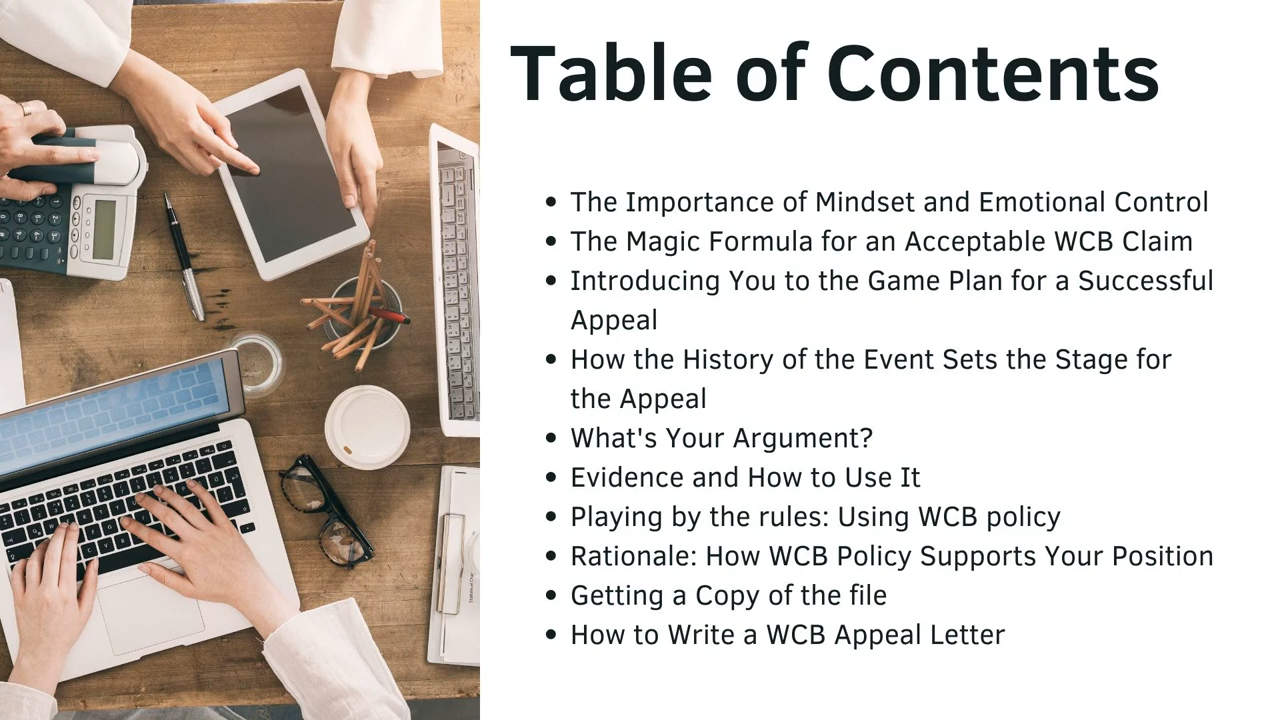 Table of Contents
• The Importance of Mindset and Emotional Control
• The Magic Formula for an Acceptable WCB Claim
• Introducing You to the Game Plan for a Successful
Appeal
• How the History of the Event Sets the Stage for
the Appeal
• What's Your Argument?
• Evidence and How to Use It
• Playing by the rules: Using WCB policy
• Rationale: How WCB Policy Supports Your Position
• Getting a Copy of the file
• How to Write a WCB Appeal Letter